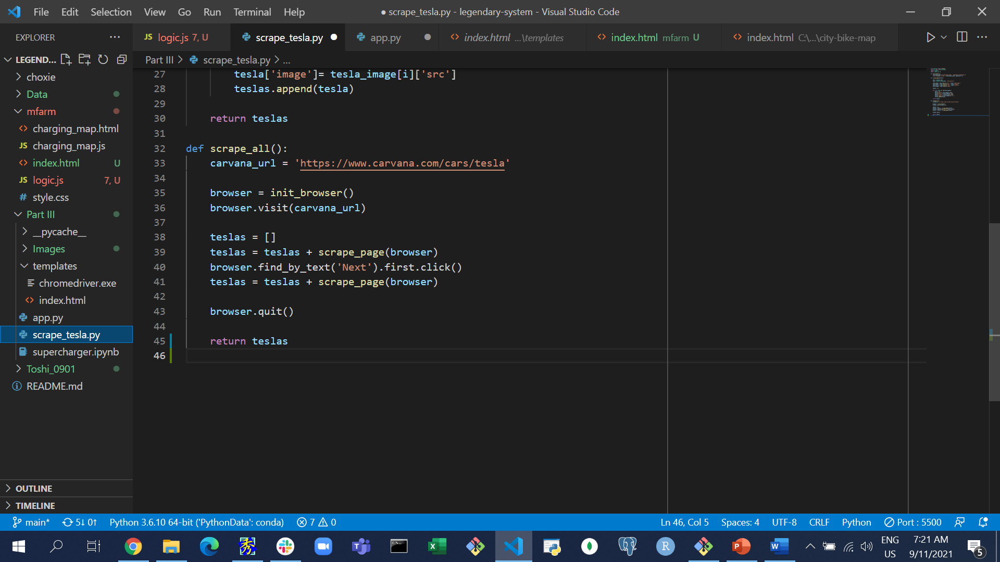 File Edit Selection View Go Run Terminal Help
● scrape_tesla.py - legendary-system - Visual Studio Code
EXPLORER
JS logic.js 7, U
scrape_tesla.py
app.py
index.html ...\templates
index.html mfarm U
index.html C:\...\city-bike-map
LEGEND...
Part III > scrape_tesla.py > ...
choxie
Data
mfarm
charging_map.html
JS charging_map.js
index.html U
JS logic.js 7, U
# style.css
Part III
__pycache__
Images
templates
chromedriver.exe
index.html
app.py
scrape_tesla.py
supercharger.ipynb
Toshi_0901
README.md
OUTLINE
TIMELINE
27 tesla['image']= tesla_image[i]['src']
28 teslas.append(tesla)
29
30 return teslas
31
32 def scrape_all():
33 carvana_url = 'https://www.carvana.com/cars/tesla'
34
35 browser = init_browser()
36 browser.visit(carvana_url)
37
38 teslas = []
39 teslas = teslas + scrape_page(browser)
40 browser.find_by_text('Next').first.click()
41 teslas = teslas + scrape_page(browser)
42
43 browser.quit()
44
45 return teslas
46
main* 5↓ 0↑ Python 3.6.10 64-bit ('PythonData': conda) 7 0
Ln 46, Col 5 Spaces: 4 UTF-8 CRLF Python Port : 5500
ENG
US
7:21 AM
9/11/2021
5